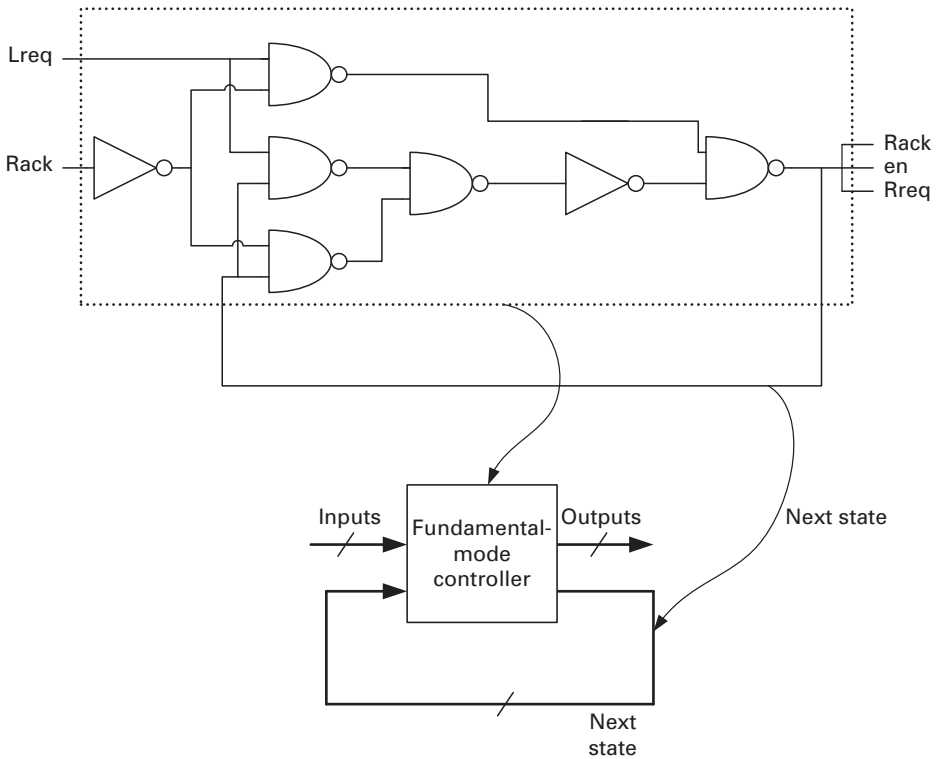 Lreq
Rack
Rack
en
Rreq
Inputs
Fundamental-
mode
controller
Outputs
Next state
Next
state